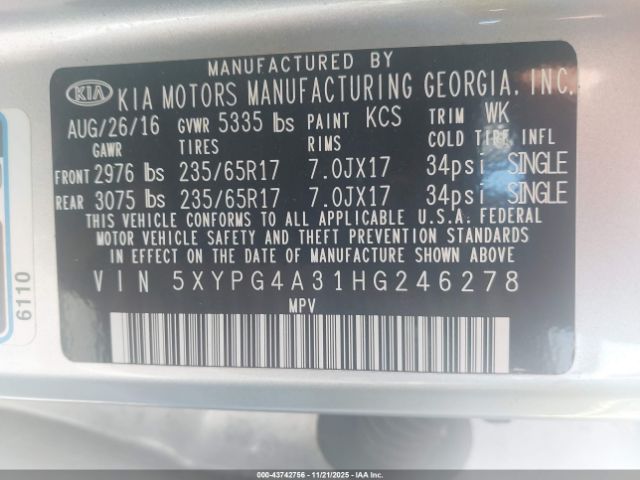 MANUFACTURED BY
KIA KIA MOTORS MANUFACTURING GEORGIA, INC.
AUG/26/16 GVWR 5335 lbs PAINT KCS TRIM WK
GAWR TIRES RIMS COLD TIRE INFL
FRONT 2976 lbs 235/65R17 7.0JX17 34psi SINGLE
REAR 3075 lbs 235/65R17 7.0JX17 34psi SINGLE
THIS VEHICLE CONFORMS TO ALL APPLICABLE U.S.A. FEDERAL
MOTOR VEHICLE SAFETY AND THEFT PREVENTION STANDARDS
IN EFFECT ON THE DATE OF MANUFACTURE SHOWN ABOVE
VIN 5XYPG4A31HG246278
MPV
6110
000-43742756 - 11/21/2025 - IAA Inc.